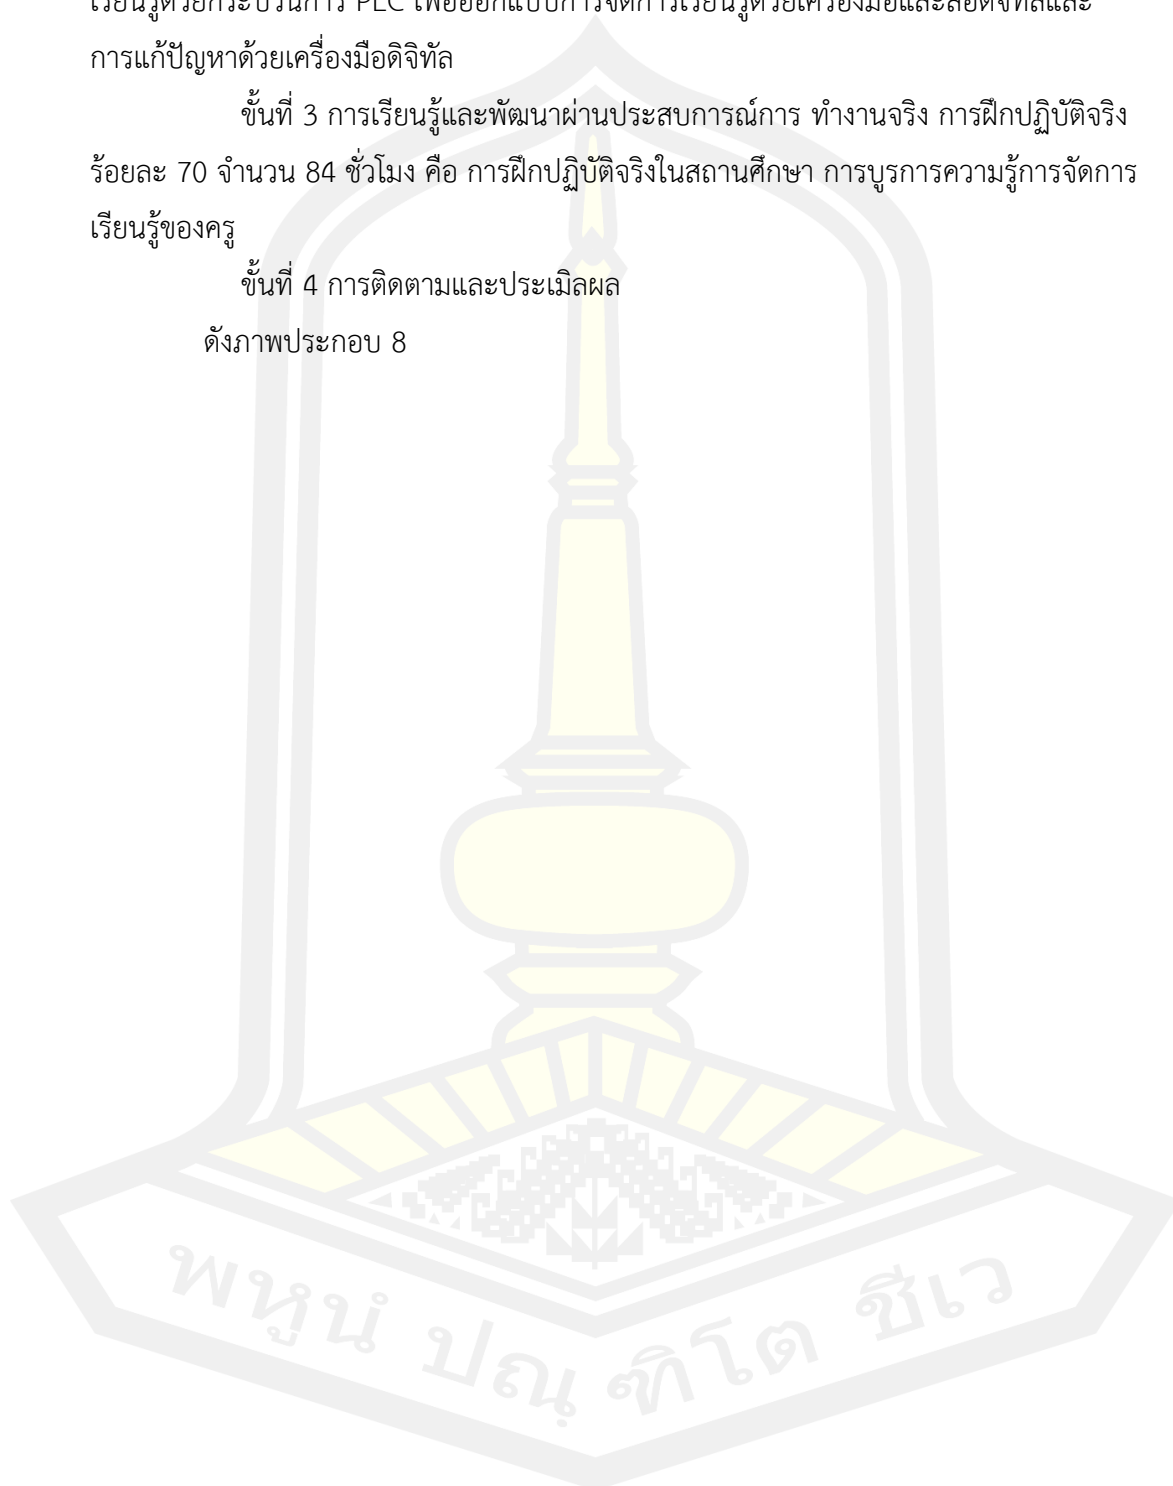 เรียนรู้ด้วยกระบวนการ PLC เพื่อออกแบบการจัดการเรียนรู้ด้วยเครื่องมือและสื่อดิจิทัลและ
การแก้ปัญหาด้วยเครื่องมือดิจิทัล
ขั้นที่ 3 การเรียนรู้และพัฒนาผ่านประสบการณ์การ ทำงานจริง การฝึกปฏิบัติจริง
ร้อยละ 70 จำนวน 84 ชั่วโมง คือ การฝึกปฏิบัติจริงในสถานศึกษา การบูรการความรู้การจัดการ
เรียนรู้ของครู
ขั้นที่ 4 การติดตามและประเมิลผล
ดังภาพประกอบ 8
พหูนํ ปณฺฑิโต ชีเว